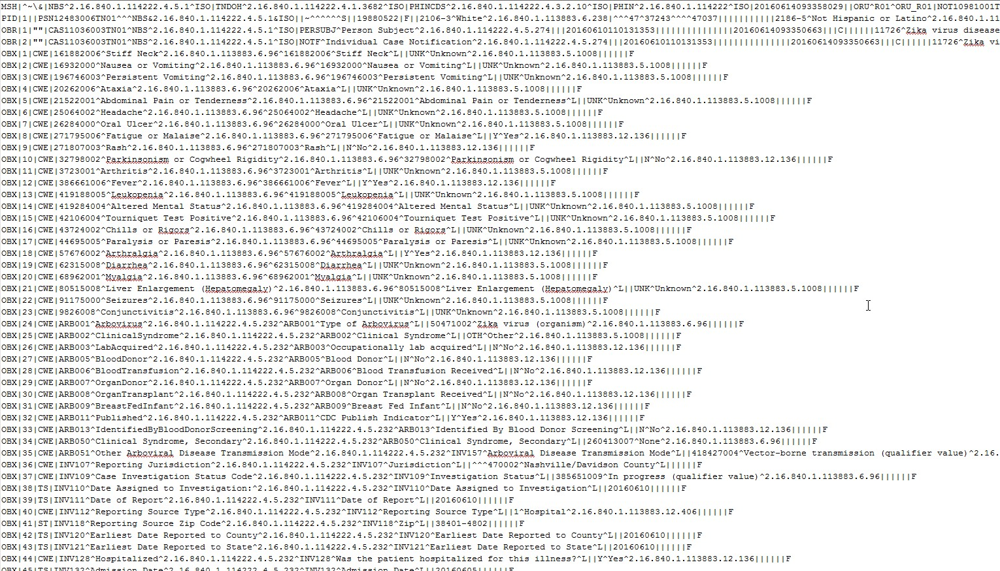 MSH|^~\&|NBS^2.16.840.1.114222.4.5.1^ISO|TNDOH^2.16.840.1.114222.4.1.3682^ISO|PHINCDS^2.16.840.1.114222.4.3.2.10^ISO|PHIN^2.16.840.1.114222^ISO|20160614093358029||ORU^R01^ORU_R01|NOT10981001T
PID|1||PSN12493006TN01^^^NBS&2.16.840.1.114222.4.5.1&ISO||~^^^^^^S||19880522|F||2106-3^White^2.16.840.1.113883.6.238|^^^47^37243^^^^47037|||||||||||2186-5^Not Hispanic or Latino^2.16.840.1.11
OBR|1|""|CAS11036003TN01^NBS^2.16.840.1.114222.4.5.1^ISO|PERSUBJ^Person Subject^2.16.840.1.114222.4.5.274|||20160610110131353|||||||||||||||20160614093350663|||C||||||11726^Zika virus disease
OBR|2|""|CAS11036003TN01^NBS^2.16.840.1.114222.4.5.1^ISO|NOTF^Individual Case Notification^2.16.840.1.114222.4.5.274|||20160610110131353|||||||||||||||20160614093350663|||C||||||11726^Zika vi
OBX|1|CWE|161882006^Stiff Neck^2.16.840.1.113883.6.96^161882006^Stiff Neck^L||UNK^Unknown^2.16.840.1.113883.5.1008||||||F
OBX|2|CWE|16932000^Nausea or Vomiting^2.16.840.1.113883.6.96^16932000^Nausea or Vomiting^L||UNK^Unknown^2.16.840.1.113883.5.1008||||||F
OBX|3|CWE|196746003^Persistent Vomiting^2.16.840.1.113883.6.96^196746003^Persistent Vomiting^L||UNK^Unknown^2.16.840.1.113883.5.1008||||||F
OBX|4|CWE|20262006^Ataxia^2.16.840.1.113883.6.96^20262006^Ataxia^L||UNK^Unknown^2.16.840.1.113883.5.1008||||||F
OBX|5|CWE|21522001^Abdominal Pain or Tenderness^2.16.840.1.113883.6.96^21522001^Abdominal Pain or Tenderness^L||UNK^Unknown^2.16.840.1.113883.5.1008||||||F
OBX|6|CWE|25064002^Headache^2.16.840.1.113883.6.96^25064002^Headache^L||UNK^Unknown^2.16.840.1.113883.5.1008||||||F
OBX|7|CWE|26284000^Oral Ulcer^2.16.840.1.113883.6.96^26284000^Oral Ulcer^L||UNK^Unknown^2.16.840.1.113883.5.1008||||||F
OBX|8|CWE|271795006^Fatigue or Malaise^2.16.840.1.113883.6.96^271795006^Fatigue or Malaise^L||Y^Yes^2.16.840.1.113883.12.136||||||F
OBX|9|CWE|271807003^Rash^2.16.840.1.113883.6.96^271807003^Rash^L||N^No^2.16.840.1.113883.12.136||||||F
OBX|10|CWE|32798002^Parkinsonism or Cogwheel Rigidity^2.16.840.1.113883.6.96^32798002^Parkinsonism or Cogwheel Rigidity^L||N^No^2.16.840.1.113883.12.136||||||F
OBX|11|CWE|3723001^Arthritis^2.16.840.1.113883.6.96^3723001^Arthritis^L||UNK^Unknown^2.16.840.1.113883.5.1008||||||F
OBX|12|CWE|386661006^Fever^2.16.840.1.113883.6.96^386661006^Fever^L||Y^Yes^2.16.840.1.113883.12.136||||||F
OBX|13|CWE|419188005^Leukopenia^2.16.840.1.113883.6.96^419188005^Leukopenia^L||UNK^Unknown^2.16.840.1.113883.5.1008||||||F
OBX|14|CWE|419284004^Altered Mental Status^2.16.840.1.113883.6.96^419284004^Altered Mental Status^L||UNK^Unknown^2.16.840.1.113883.5.1008||||||F
OBX|15|CWE|42106004^Tourniquet Test Positive^2.16.840.1.113883.6.96^42106004^Tourniquet Test Positive^L||UNK^Unknown^2.16.840.1.113883.5.1008||||||F
OBX|16|CWE|43724002^Chills or Rigors^2.16.840.1.113883.6.96^43724002^Chills or Rigors^L||UNK^Unknown^2.16.840.1.113883.5.1008||||||F
OBX|17|CWE|44695005^Paralysis or Paresis^2.16.840.1.113883.6.96^44695005^Paralysis or Paresis^L||UNK^Unknown^2.16.840.1.113883.5.1008||||||F
OBX|18|CWE|57676002^Arthralgia^2.16.840.1.113883.6.96^57676002^Arthralgia^L||Y^Yes^2.16.840.1.113883.12.136||||||F
OBX|19|CWE|62315008^Diarrhea^2.16.840.1.113883.6.96^62315008^Diarrhea^L||UNK^Unknown^2.16.840.1.113883.5.1008||||||F
OBX|20|CWE|68962001^Myalgia^2.16.840.1.113883.6.96^68962001^Myalgia^L||UNK^Unknown^2.16.840.1.113883.5.1008||||||F
OBX|21|CWE|80515008^Liver Enlargement (Hepatomegaly)^2.16.840.1.113883.6.96^80515008^Liver Enlargement (Hepatomegaly)^L||UNK^Unknown^2.16.840.1.113883.5.1008||||||F
OBX|22|CWE|91175000^Seizures^2.16.840.1.113883.6.96^91175000^Seizures^L||UNK^Unknown^2.16.840.1.113883.5.1008||||||F
OBX|23|CWE|9826008^Conjunctivitis^2.16.840.1.113883.6.96^9826008^Conjunctivitis^L||UNK^Unknown^2.16.840.1.113883.5.1008||||||F
OBX|24|CWE|ARB001^Arbovirus^2.16.840.1.114222.4.5.232^ARB001^Type of Arbovirus^L||50471002^Zika virus (organism)^2.16.840.1.113883.6.96||||||F
OBX|25|CWE|ARB002^ClinicalSyndrome^2.16.840.1.114222.4.5.232^ARB002^Clinical Syndrome^L||OTH^Other^2.16.840.1.113883.5.1008||||||F
OBX|26|CWE|ARB003^LabAcquired^2.16.840.1.114222.4.5.232^ARB003^Occupationally lab acquired^L||N^No^2.16.840.1.113883.12.136||||||F
OBX|27|CWE|ARB005^BloodDonor^2.16.840.1.114222.4.5.232^ARB005^Blood Donor^L||N^No^2.16.840.1.113883.12.136||||||F
OBX|28|CWE|ARB006^BloodTransfusion^2.16.840.1.114222.4.5.232^ARB006^Blood Transfusion Received^L||N^No^2.16.840.1.113883.12.136||||||F
OBX|29|CWE|ARB007^OrganDonor^2.16.840.1.114222.4.5.232^ARB007^Organ Donor^L||N^No^2.16.840.1.113883.12.136||||||F
OBX|30|CWE|ARB008^OrganTransplant^2.16.840.1.114222.4.5.232^ARB008^Organ Transplant Received^L||N^No^2.16.840.1.113883.12.136||||||F
OBX|31|CWE|ARB009^BreastFedInfant^2.16.840.1.114222.4.5.232^ARB009^Breast Fed Infant^L||N^No^2.16.840.1.113883.12.136||||||F
OBX|32|CWE|ARB011^Published^2.16.840.1.114222.4.5.232^ARB011^CDC Publish Indicator^L||Y^Yes^2.16.840.1.113883.12.136||||||F
OBX|33|CWE|ARB013^IdentifiedByBloodDonorScreening^2.16.840.1.114222.4.5.232^ARB013^Identified By Blood Donor Screening^L||N^No^2.16.840.1.113883.12.136||||||F
OBX|34|CWE|ARB050^Clinical Syndrome, Secondary^2.16.840.1.114222.4.5.232^ARB050^Clinical Syndrome, Secondary^L||260413007^None^2.16.840.1.113883.6.96||||||F
OBX|35|CWE|ARB051^Other Arboviral Disease Transmission Mode^2.16.840.1.114222.4.5.232^INV157^Arboviral Disease Transmission Mode^L||418427004^Vector-borne transmission (qualifier value)^2.16.
OBX|36|CWE|INV107^Reporting Jurisdiction^2.16.840.1.114222.4.5.232^INV107^Jurisdiction^L||^^^470002^Nashville/Davidson County^L||||||F
OBX|37|CWE|INV109^Case Investigation Status Code^2.16.840.1.114222.4.5.232^INV109^Investigation Status^L||385651009^In progress (qualifier value)^2.16.840.1.113883.6.96||||||F
OBX|38|TS|INV110^Date Assigned to Investigation:^2.16.840.1.114222.4.5.232^INV110^Date Assigned to Investigation^L||20160610||||||F
OBX|39|TS|INV111^Date of Report^2.16.840.1.114222.4.5.232^INV111^Date of Report^L||20160610||||||F
OBX|40|CWE|INV112^Reporting Source Type^2.16.840.1.114222.4.5.232^INV112^Reporting Source Type^L||1^Hospital^2.16.840.1.113883.12.406||||||F
OBX|41|ST|INV118^Reporting Source Zip Code^2.16.840.1.114222.4.5.232^INV118^Zip^L||38401-4802||||||F
OBX|42|TS|INV120^Earliest Date Reported to County^2.16.840.1.114222.4.5.232^INV120^Earliest Date Reported to County^L||20160610||||||F
OBX|43|TS|INV121^Earliest Date Reported to State^2.16.840.1.114222.4.5.232^INV121^Earliest Date Reported to State^L||20160610||||||F
OBX|44|CWE|INV128^Hospitalized^2.16.840.1.114222.4.5.232^INV128^Was the patient hospitalized for this illness?^L||Y^Yes^2.16.840.1.113883.12.136||||||F
OBX|45|TS|INV132^Admission Date^2.16.840.1.114222.4.5.232^INV132^Admission Date^L||20160605||||||F